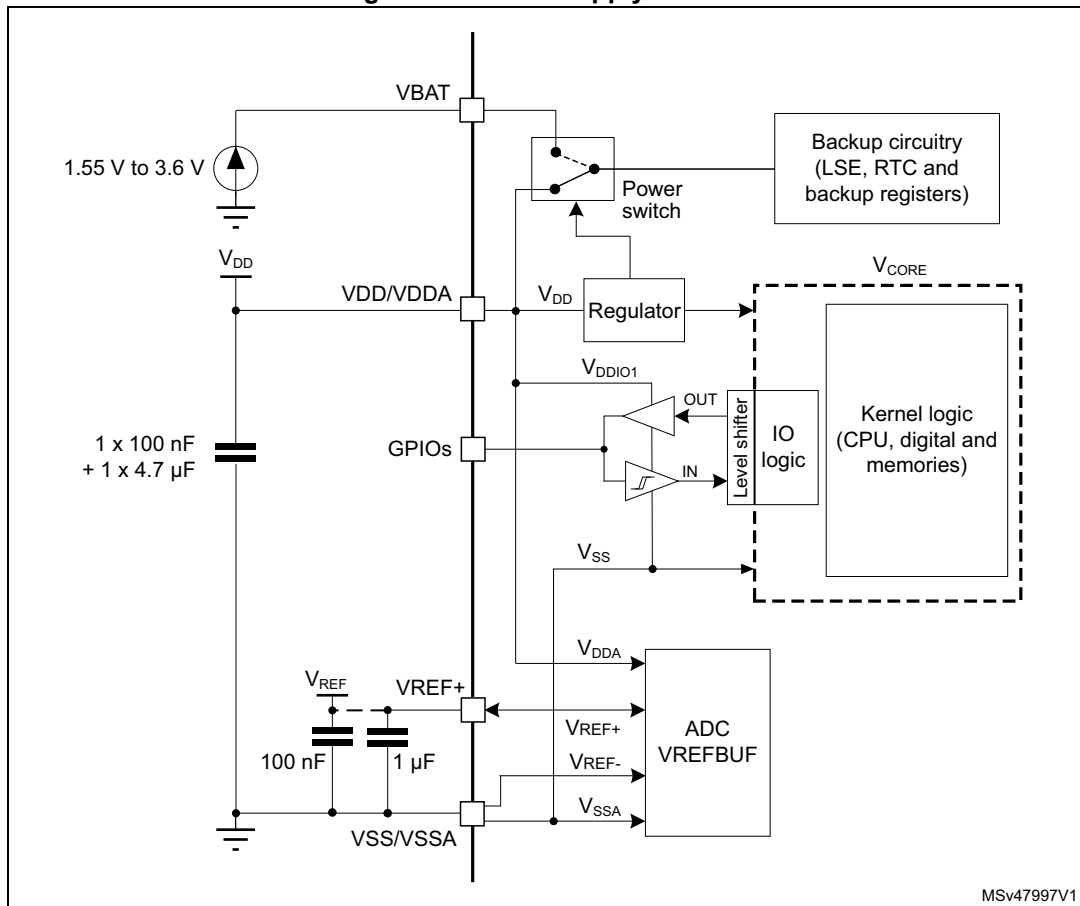 VBAT
1.55 V to 3.6 V
Power
switch
Backup circuitry
(LSE, RTC and
backup registers)
VDD
VDD/VDDA
VDD
Regulator
VCORE
VDDIO1
OUT
GPIOs
IN
Level shifter
IO
logic
Kernel logic
(CPU, digital and
memories)
1 x 100 nF
+ 1 x 4.7 µF
VSS
VDDA
VREF
VREF+
VREF+
ADC
VREFBUF
100 nF
1 µF
VREF-
VSSA
VSS/VSSA
MSv47997V1